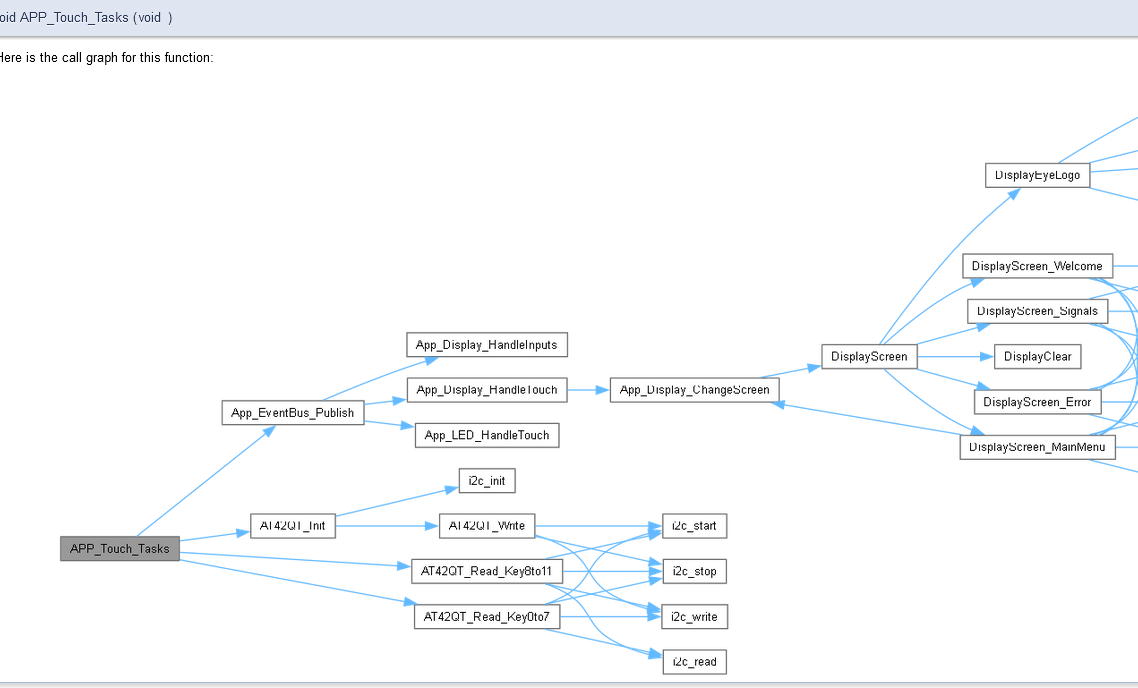 oid APP_Touch_Tasks (void )
Here is the call graph for this function:
DisplayEyeLogo
DisplayScreen_Welcome
DisplayScreen_Signals
App_Display_HandleInputs
DisplayScreen
DisplayClear
App_Display_HandleTouch
App_Display_ChangeScreen
DisplayScreen_Error
App_EventBus_Publish
App_LED_HandleTouch
DisplayScreen_MainMenu
i2c_init
AT42QT_Init
AT42QT_Write
i2c_start
APP_Touch_Tasks
AT42QT_Read_Key8to11
i2c_stop
AT42QT_Read_Key0to7
i2c_write
i2c_read